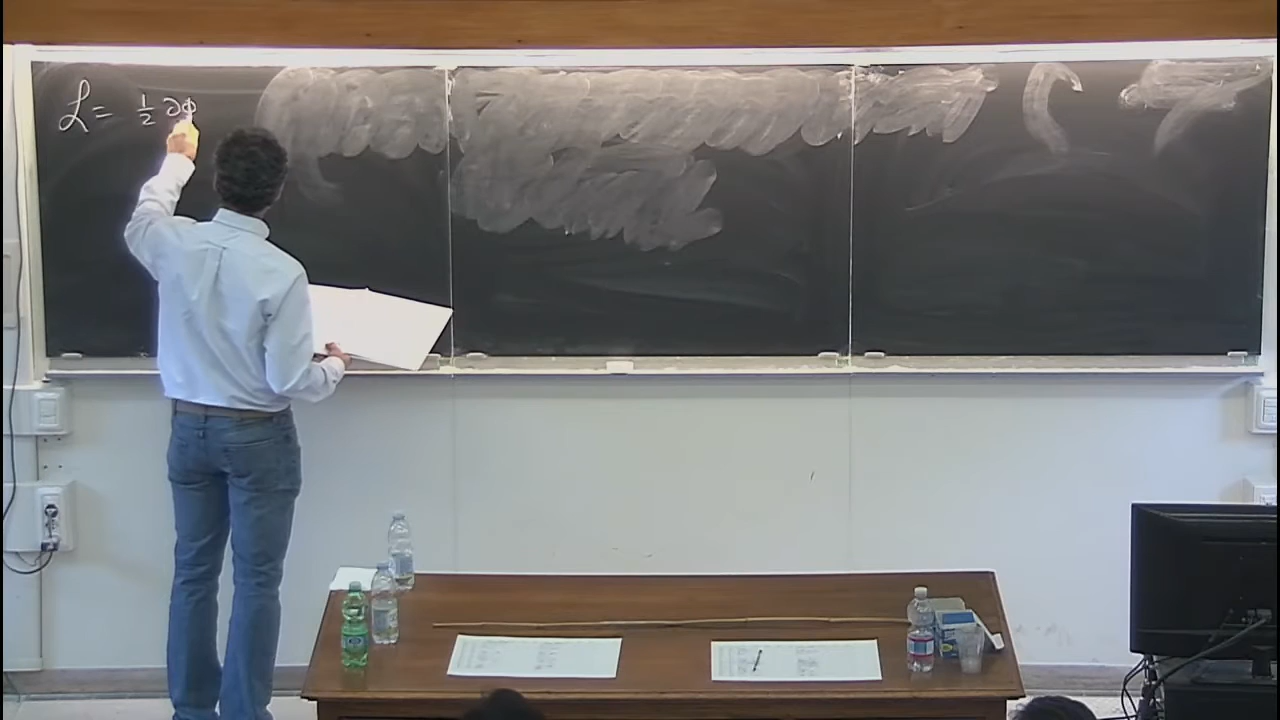 ℒ = ½ ∂ϕ